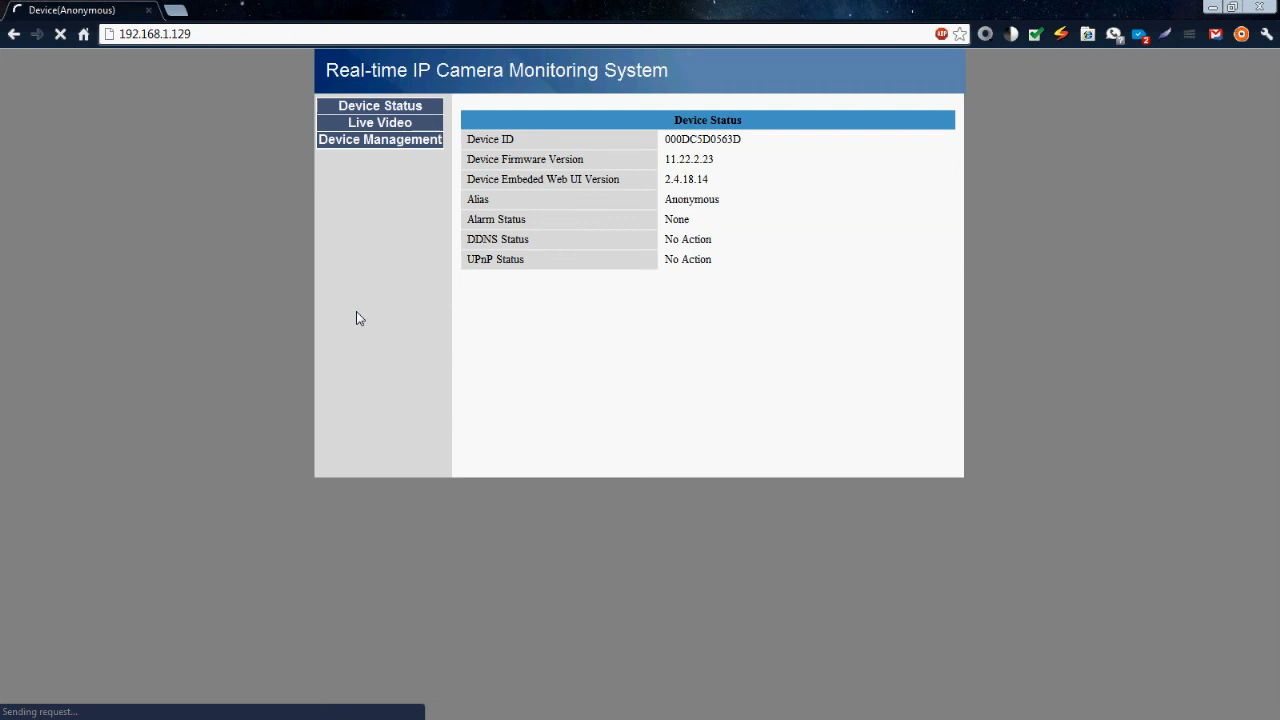 Device(Anonymous)
192.168.1.129
Real-time IP Camera Monitoring System
Device Status
Live Video
Device Management
Device Status
Device ID 000DC5D0563D
Device Firmware Version 11.22.2.23
Device Embeded Web UI Version 2.4.18.14
Alias Anonymous
Alarm Status None
DDNS Status No Action
UPnP Status No Action
Sending request...